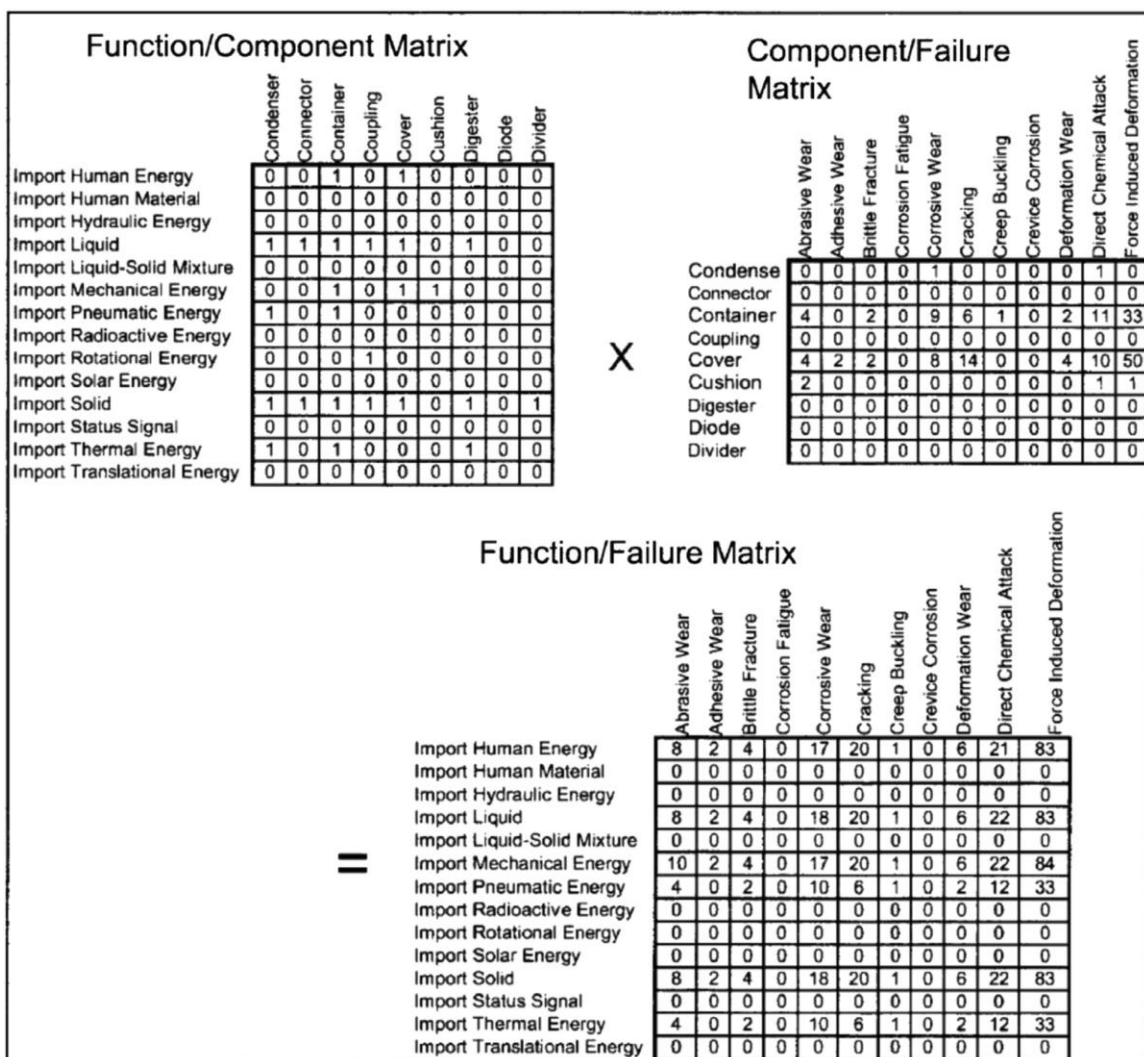 Function/Component Matrix
Condenser
Connector
Container
Coupling
Cover
Cushion
Digester
Diode
Divider
Import Human Energy 0 0 1 0 1 0 0 0 0
Import Human Material 0 0 0 0 0 0 0 0 0
Import Hydraulic Energy 0 0 0 0 0 0 0 0 0
Import Liquid 1 1 1 1 1 0 1 0 0
Import Liquid-Solid Mixture 0 0 0 0 0 0 0 0 0
Import Mechanical Energy 0 0 1 0 1 1 0 0 0
Import Pneumatic Energy 1 0 1 0 0 0 0 0 0
Import Radioactive Energy 0 0 0 0 0 0 0 0 0
Import Rotational Energy 0 0 0 1 0 0 0 0 0
Import Solar Energy 0 0 0 0 0 0 0 0 0
Import Solid 1 1 1 1 1 0 1 0 1
Import Status Signal 0 0 0 0 0 0 0 0 0
Import Thermal Energy 1 0 1 0 0 0 1 0 0
Import Translational Energy 0 0 0 0 0 0 0 0 0
X
Component/Failure
Matrix
Abrasive Wear
Adhesive Wear
Brittle Fracture
Corrosion Fatigue
Corrosive Wear
Cracking
Creep Buckling
Crevice Corrosion
Deformation Wear
Direct Chemical Attack
Force Induced Deformation
Condense 0 0 0 0 1 0 0 0 0 1 0
Connector 0 0 0 0 0 0 0 0 0 0 0
Container 4 0 2 0 9 6 1 0 2 11 33
Coupling 0 0 0 0 0 0 0 0 0 0 0
Cover 4 2 2 0 8 14 0 0 4 10 50
Cushion 2 0 0 0 0 0 0 0 0 1 1
Digester 0 0 0 0 0 0 0 0 0 0 0
Diode 0 0 0 0 0 0 0 0 0 0 0
Divider 0 0 0 0 0 0 0 0 0 0 0
=
Function/Failure Matrix
Abrasive Wear
Adhesive Wear
Brittle Fracture
Corrosion Fatigue
Corrosive Wear
Cracking
Creep Buckling
Crevice Corrosion
Deformation Wear
Direct Chemical Attack
Force Induced Deformation
Import Human Energy 8 2 4 0 17 20 1 0 6 21 83
Import Human Material 0 0 0 0 0 0 0 0 0 0 0
Import Hydraulic Energy 0 0 0 0 0 0 0 0 0 0 0
Import Liquid 8 2 4 0 18 20 1 0 6 22 83
Import Liquid-Solid Mixture 0 0 0 0 0 0 0 0 0 0 0
Import Mechanical Energy 10 2 4 0 17 20 1 0 6 22 84
Import Pneumatic Energy 4 0 2 0 10 6 1 0 2 12 33
Import Radioactive Energy 0 0 0 0 0 0 0 0 0 0 0
Import Rotational Energy 0 0 0 0 0 0 0 0 0 0 0
Import Solar Energy 0 0 0 0 0 0 0 0 0 0 0
Import Solid 8 2 4 0 18 20 1 0 6 22 83
Import Status Signal 0 0 0 0 0 0 0 0 0 0 0
Import Thermal Energy 4 0 2 0 10 6 1 0 2 12 33
Import Translational Energy 0 0 0 0 0 0 0 0 0 0 0